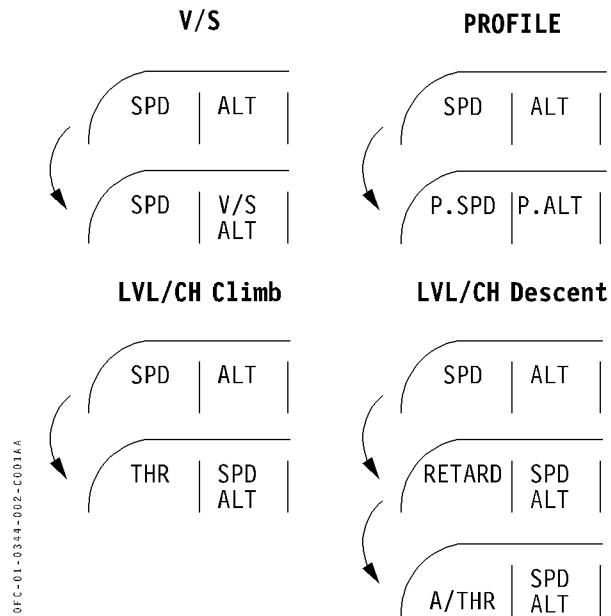 V/S
SPD ALT
SPD V/S
ALT
PROFILE
SPD ALT
P.SPD P.ALT
LVL/CH Climb
SPD ALT
THR SPD
ALT
LVL/CH Descent
SPD ALT
RETARD SPD
ALT
A/THR SPD
ALT
OFC-01-0344-002-C001AA